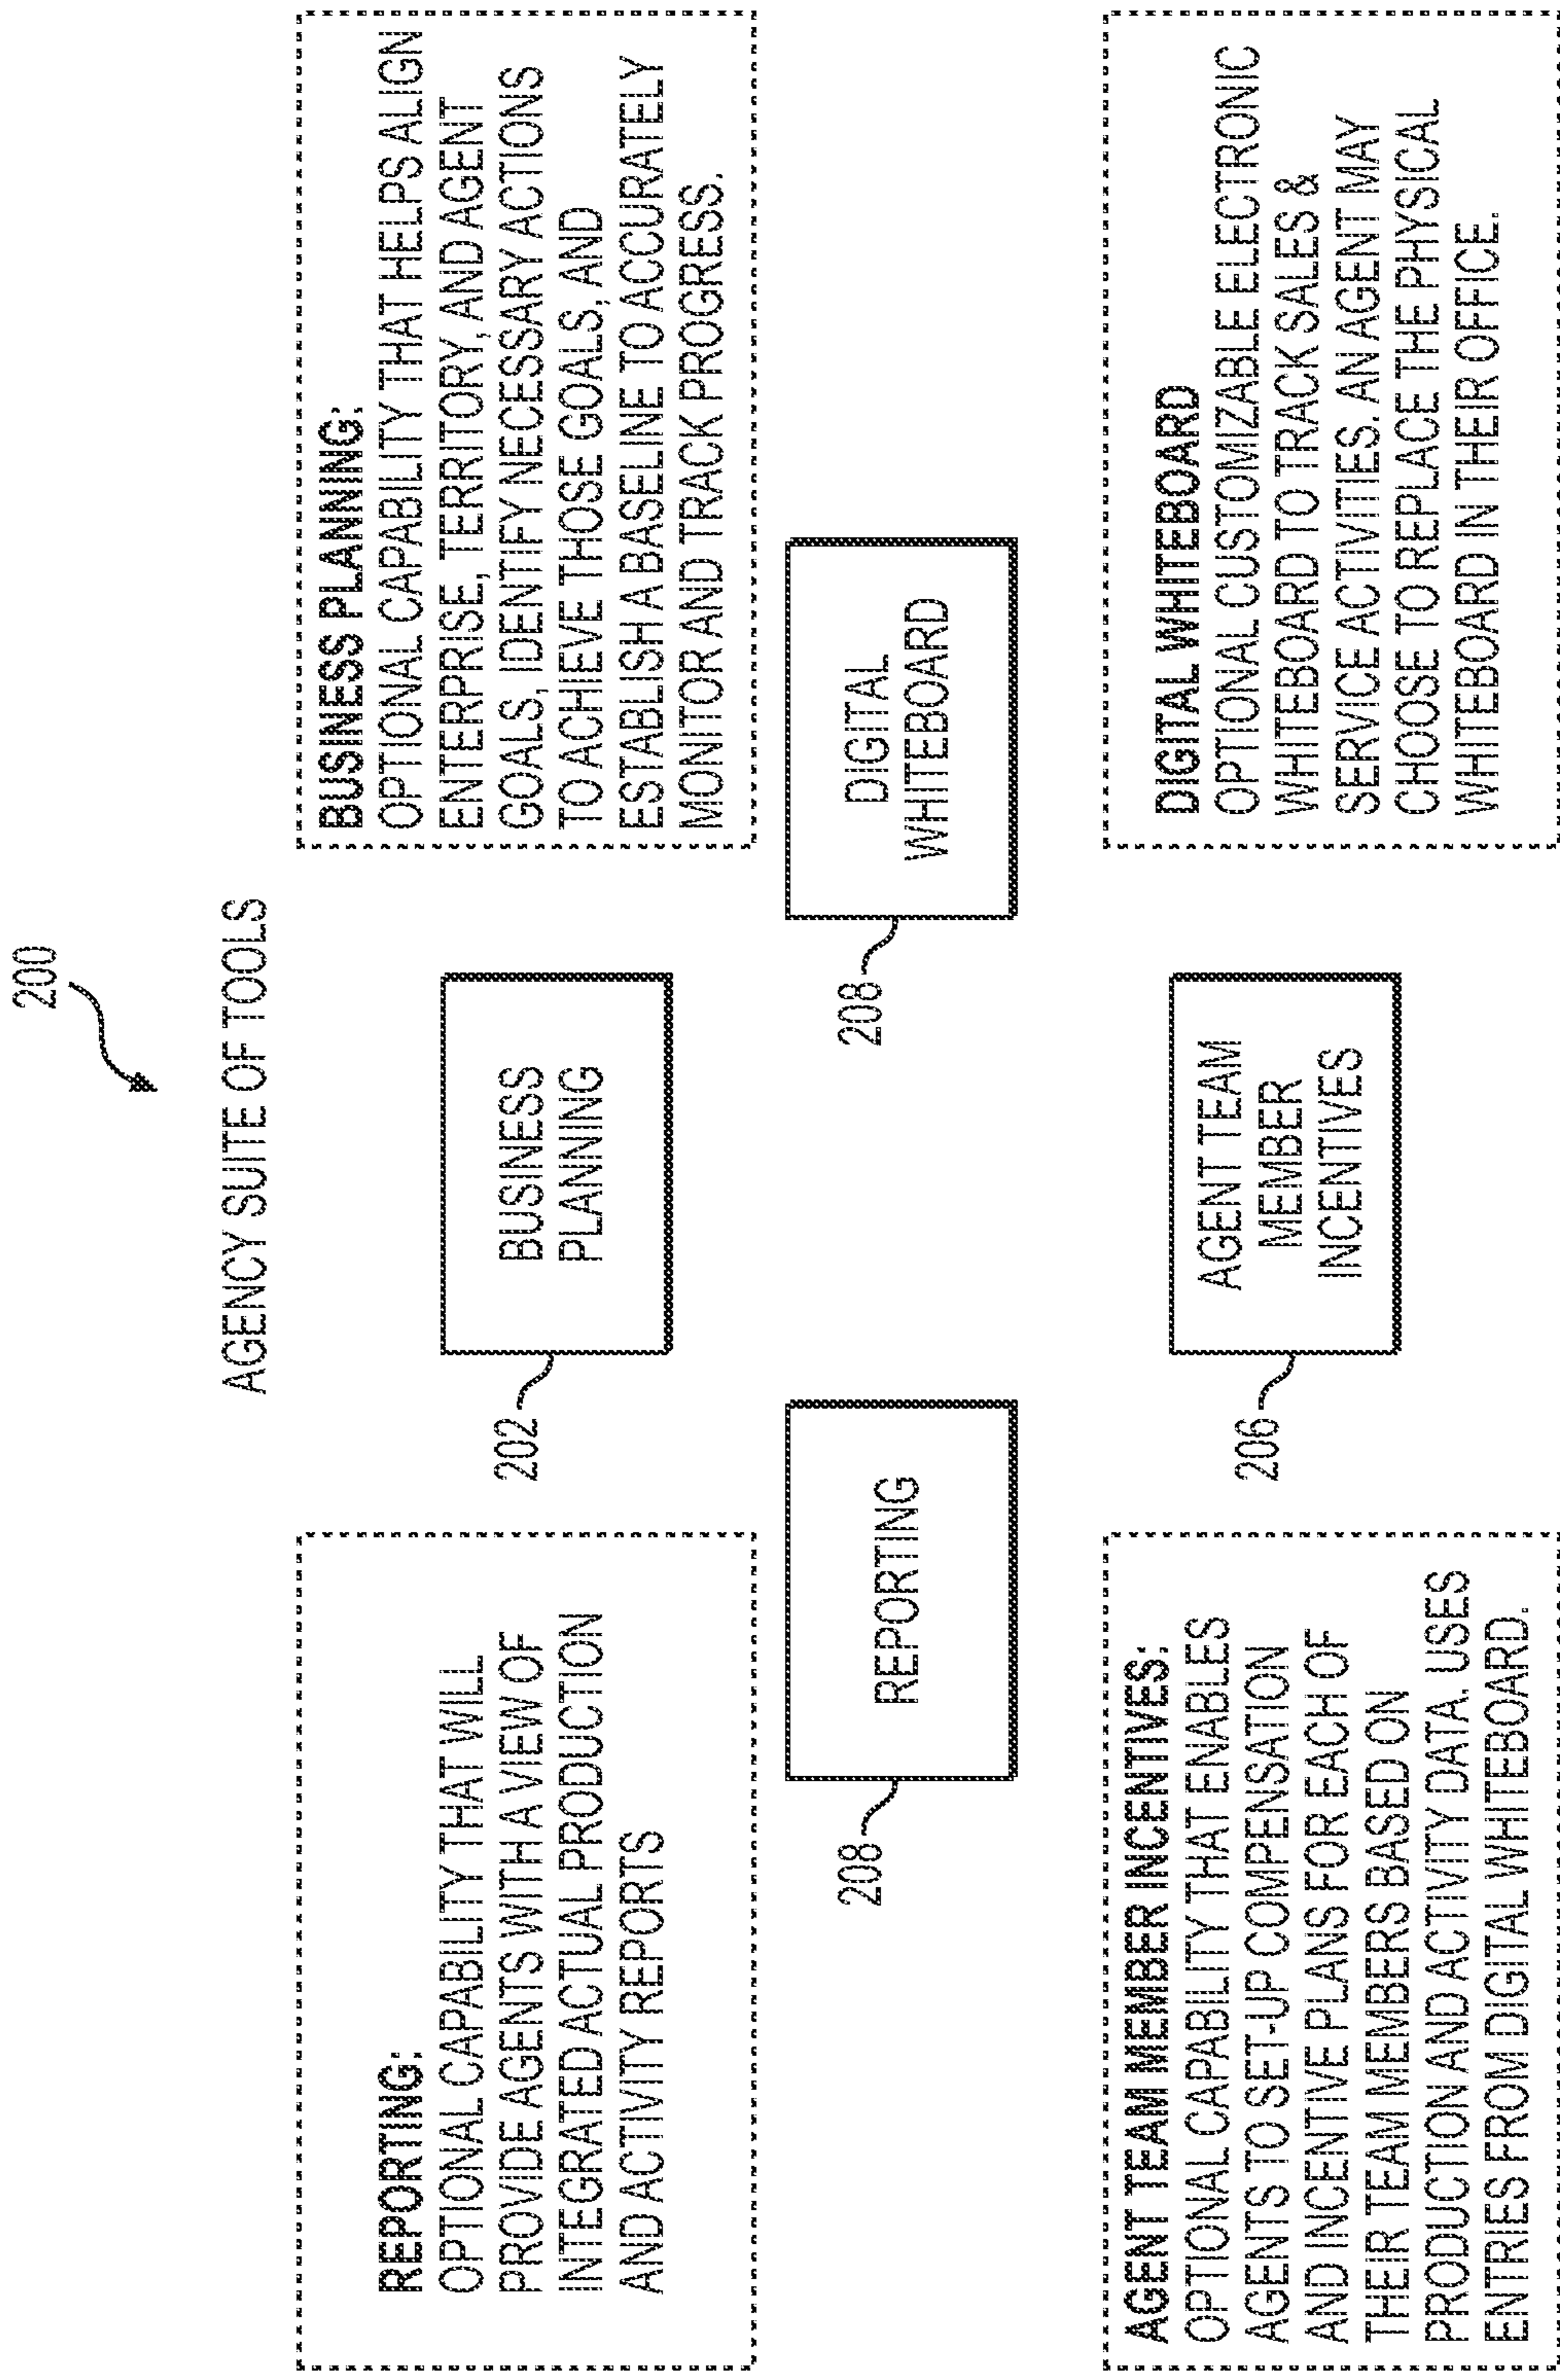 200
AGENCY SUITE OF TOOLS
REPORTING:
OPTIONAL CAPABILITY THAT WILL
PROVIDE AGENTS WITH A VIEW OF
INTEGRATED ACTUAL PRODUCTION
AND ACTIVITY REPORTS
202
BUSINESS
PLANNING
BUSINESS PLANNING:
OPTIONAL CAPABILITY THAT HELPS ALIGN
ENTERPRISE, TERRITORY, AND AGENT
GOALS, IDENTIFY NECESSARY ACTIONS
TO ACHIEVE THOSE GOALS, AND
ESTABLISH A BASELINE TO ACCURATELY
MONITOR AND TRACK PROGRESS.
208
REPORTING
208
DIGITAL
WHITEBOARD
AGENT TEAM MEMBER INCENTIVES:
OPTIONAL CAPABILITY THAT ENABLES
AGENTS TO SET-UP COMPENSATION
AND INCENTIVE PLANS FOR EACH OF
THEIR TEAM MEMBERS BASED ON
PRODUCTION AND ACTIVITY DATA. USES
ENTRIES FROM DIGITAL WHITEBOARD.
206
AGENT TEAM
MEMBER
INCENTIVES
DIGITAL WHITEBOARD
OPTIONAL CUSTOMIZABLE ELECTRONIC
WHITEBOARD TO TRACK SALES &
SERVICE ACTIVITIES. AN AGENT MAY
CHOOSE TO REPLACE THE PHYSICAL
WHITEBOARD IN THEIR OFFICE.